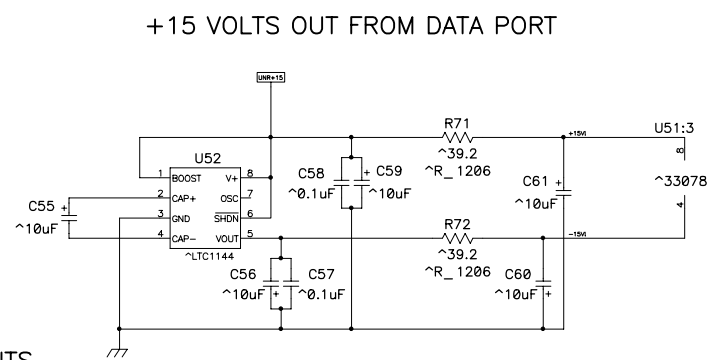 +15 VOLTS OUT FROM DATA PORT
UNR+15
R71
+15VI
U51:3
^39.2
^R_1206
8
^33078
4
U52
1 BOOST V+ 8
2 CAP+ OSC 7
3 GND SHDN 6
4 CAP- VOUT 5
^LTC1144
C55
+
^10uF
C58
^0.1uF
+
C59
^10uF
C61 +
^10uF
R72
-15VI
^39.2
^R_1206
C56
^10uF
+
C57
^0.1uF
C60
^10uF
+